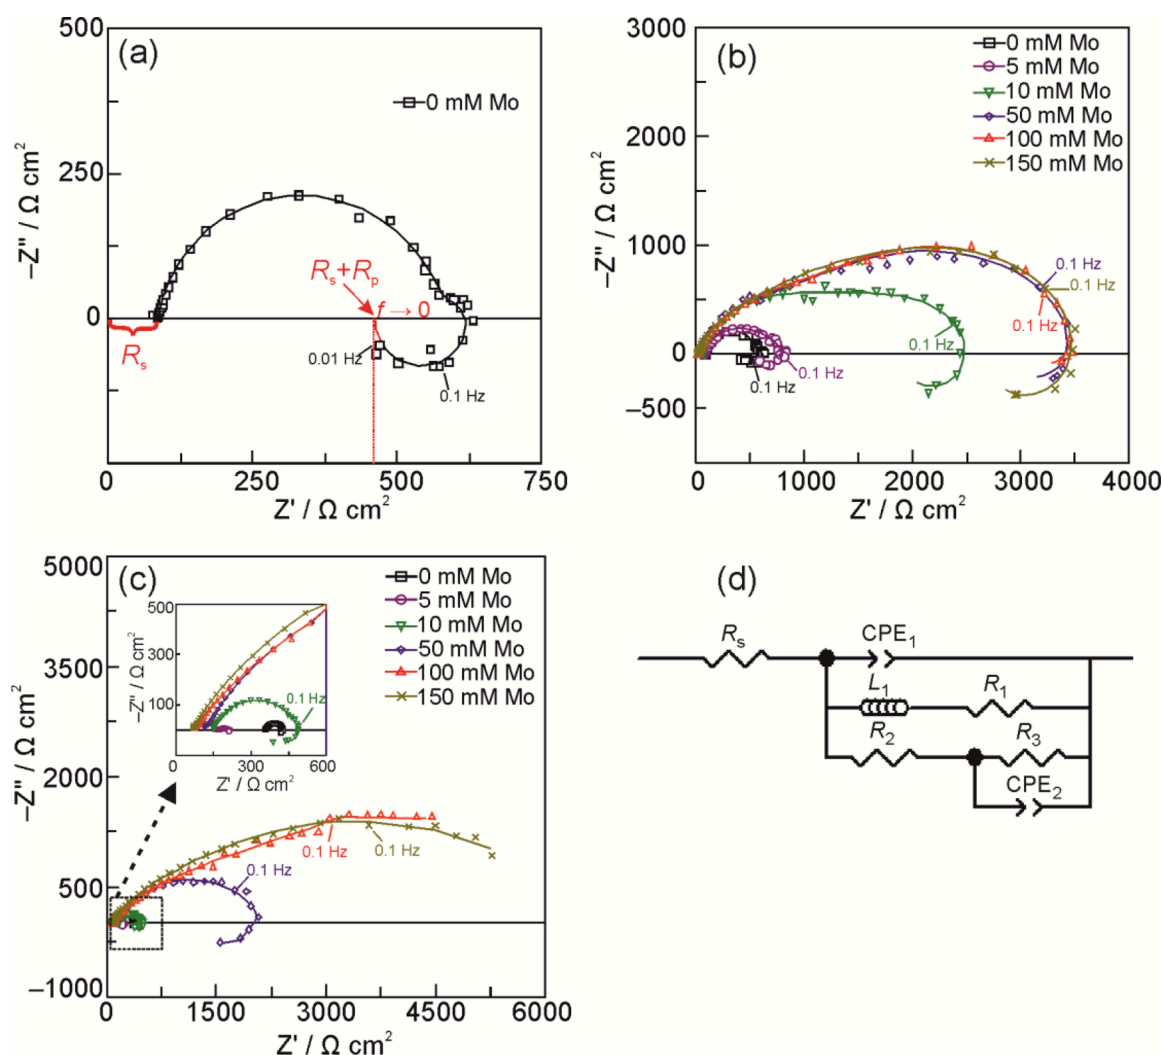 (a)
500
250
0
–Z" / Ω cm²
0 mM Mo
Rs+Rp
f → 0
Rs
0.01 Hz
0.1 Hz
0 250 500 750
Z' / Ω cm²
(b)
3000
2000
1000
0
–500
–Z" / Ω cm²
0 mM Mo
5 mM Mo
10 mM Mo
50 mM Mo
100 mM Mo
150 mM Mo
0.1 Hz
0.1 Hz
0.1 Hz
0.1 Hz
0.1 Hz
0.1 Hz
0 1000 2000 3000 4000
Z' / Ω cm²
(c)
5000
3500
2000
500
–1000
–Z" / Ω cm²
0 mM Mo
5 mM Mo
10 mM Mo
50 mM Mo
100 mM Mo
150 mM Mo
500
300
100
–Z" / Ω cm²
0.1 Hz
0 300 600
Z' / Ω cm²
0.1 Hz
0.1 Hz
0.1 Hz
0 1500 3000 4500 6000
Z' / Ω cm²
(d)
Rs
CPE1
L1
R1
R2
R3
CPE2